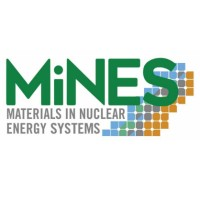 MiNES
MATERIALS IN NUCLEAR
ENERGY SYSTEMS